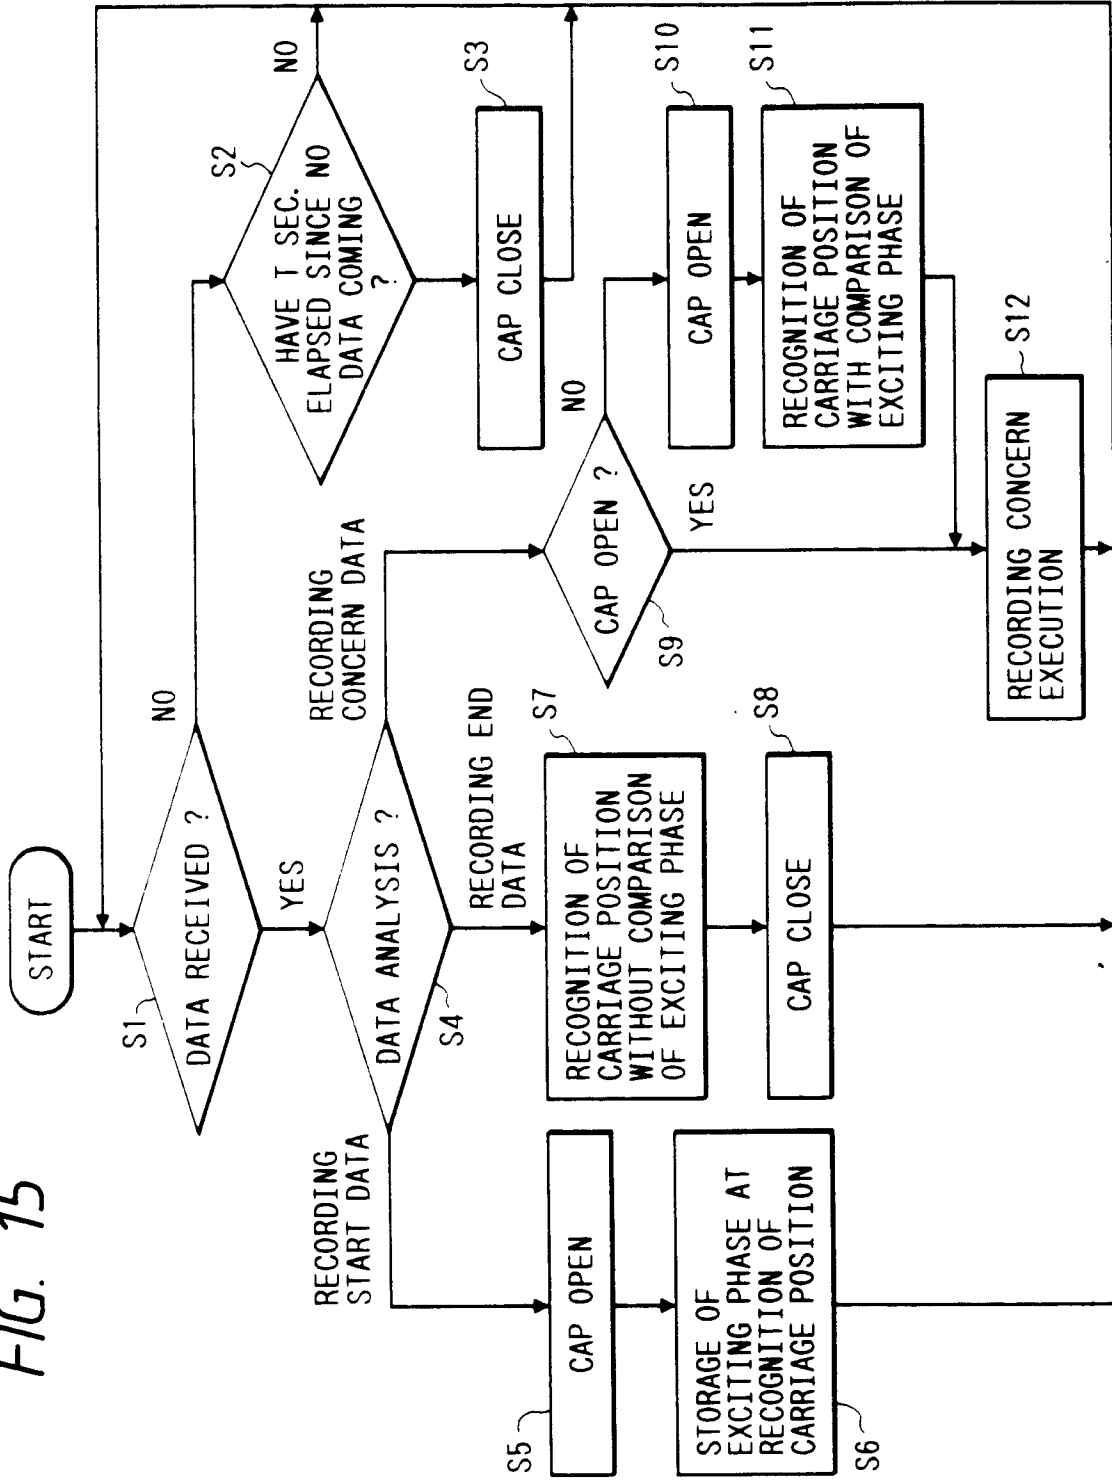 FIG. 15
START
S1
DATA RECEIVED ?
NO
YES
S2
HAVE T SEC.
ELAPSED SINCE NO
DATA COMING
?
NO
S3
CAP CLOSE
S4
DATA ANALYSIS ?
RECORDING
START DATA
RECORDING END
DATA
RECORDING
CONCERN DATA
S5
CAP OPEN
S6
STORAGE OF
EXCITING PHASE AT
RECOGNITION OF
CARRIAGE POSITION
S7
RECOGNITION OF
CARRIAGE POSITION
WITHOUT COMPARISON
OF EXCITING PHASE
S8
CAP CLOSE
S9
CAP OPEN ?
NO
YES
S10
CAP OPEN
S11
RECOGNITION OF
CARRIAGE POSITION
WITH COMPARISON OF
EXCITING PHASE
S12
RECORDING CONCERN
EXECUTION